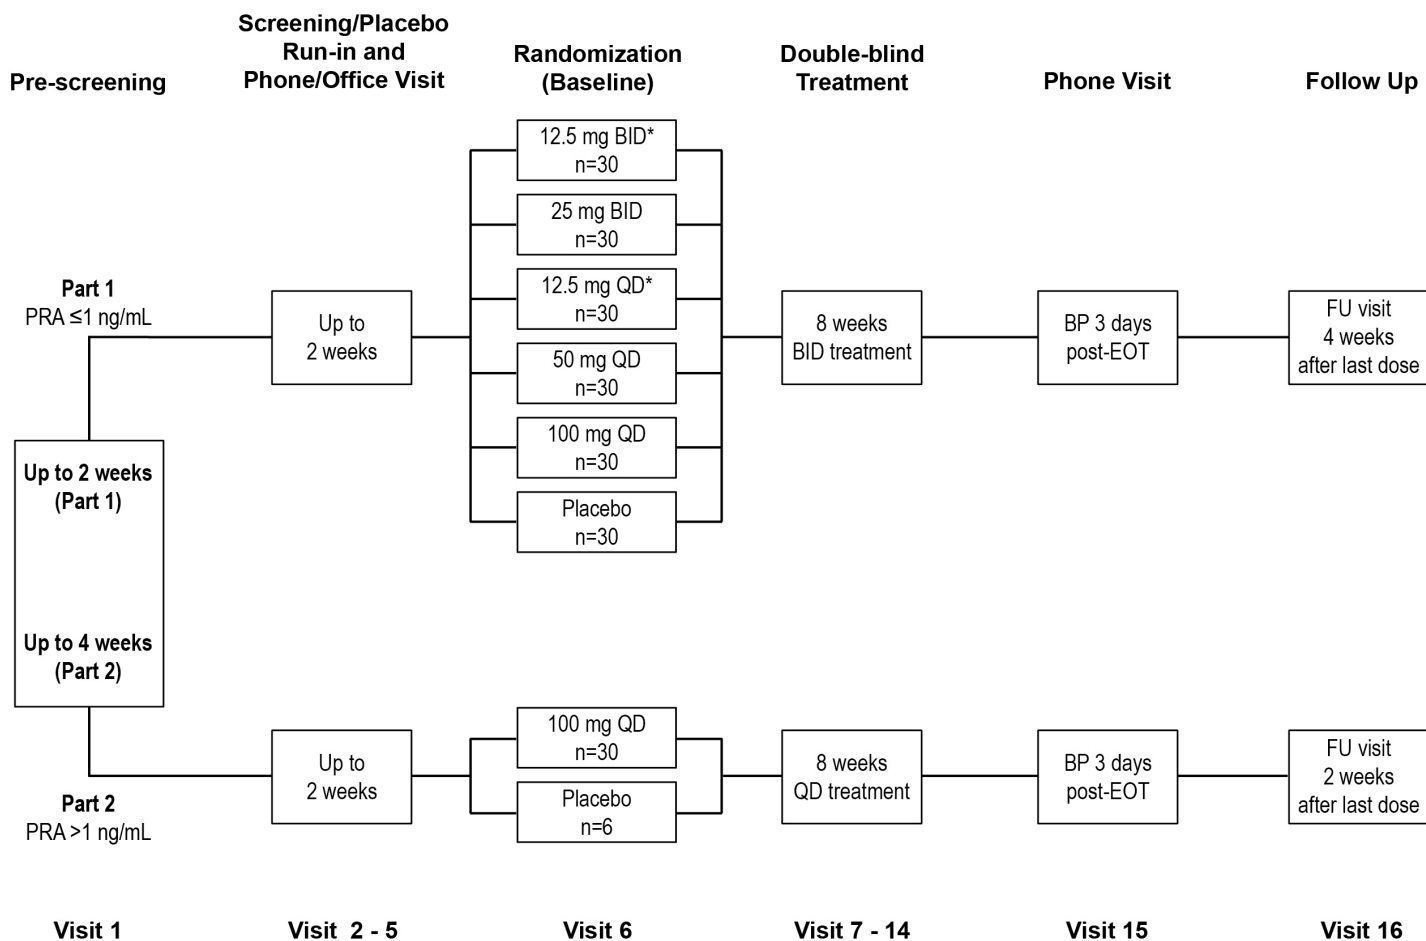 Pre-screening
Screening/Placebo
Run-in and
Phone/Office Visit
Randomization
(Baseline)
Double-blind
Treatment
Phone Visit
Follow Up
Part 1
PRA ≤1 ng/mL
Up to 2 weeks
(Part 1)
Up to 4 weeks
(Part 2)
Part 2
PRA >1 ng/mL
Up to
2 weeks
12.5 mg BID*
n=30
25 mg BID
n=30
12.5 mg QD*
n=30
50 mg QD
n=30
100 mg QD
n=30
Placebo
n=30
8 weeks
BID treatment
BP 3 days
post-EOT
FU visit
4 weeks
after last dose
Up to
2 weeks
100 mg QD
n=30
Placebo
n=6
8 weeks
QD treatment
BP 3 days
post-EOT
FU visit
2 weeks
after last dose
Visit 1
Visit 2 - 5
Visit 6
Visit 7 - 14
Visit 15
Visit 16